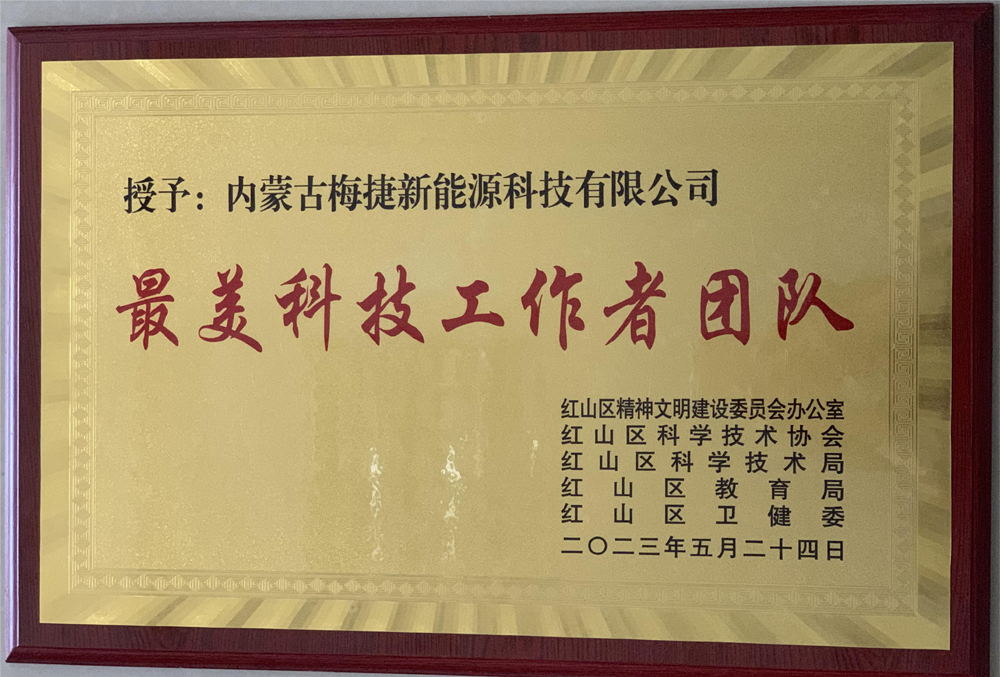 授予：内蒙古梅捷新能源科技有限公司
最美科技工作者团队
红山区精神文明建设委员会办公室
红山区科学技术协会
红山区科学技术局
红山区教育局
红山区卫健委
二〇二三年五月二十四日